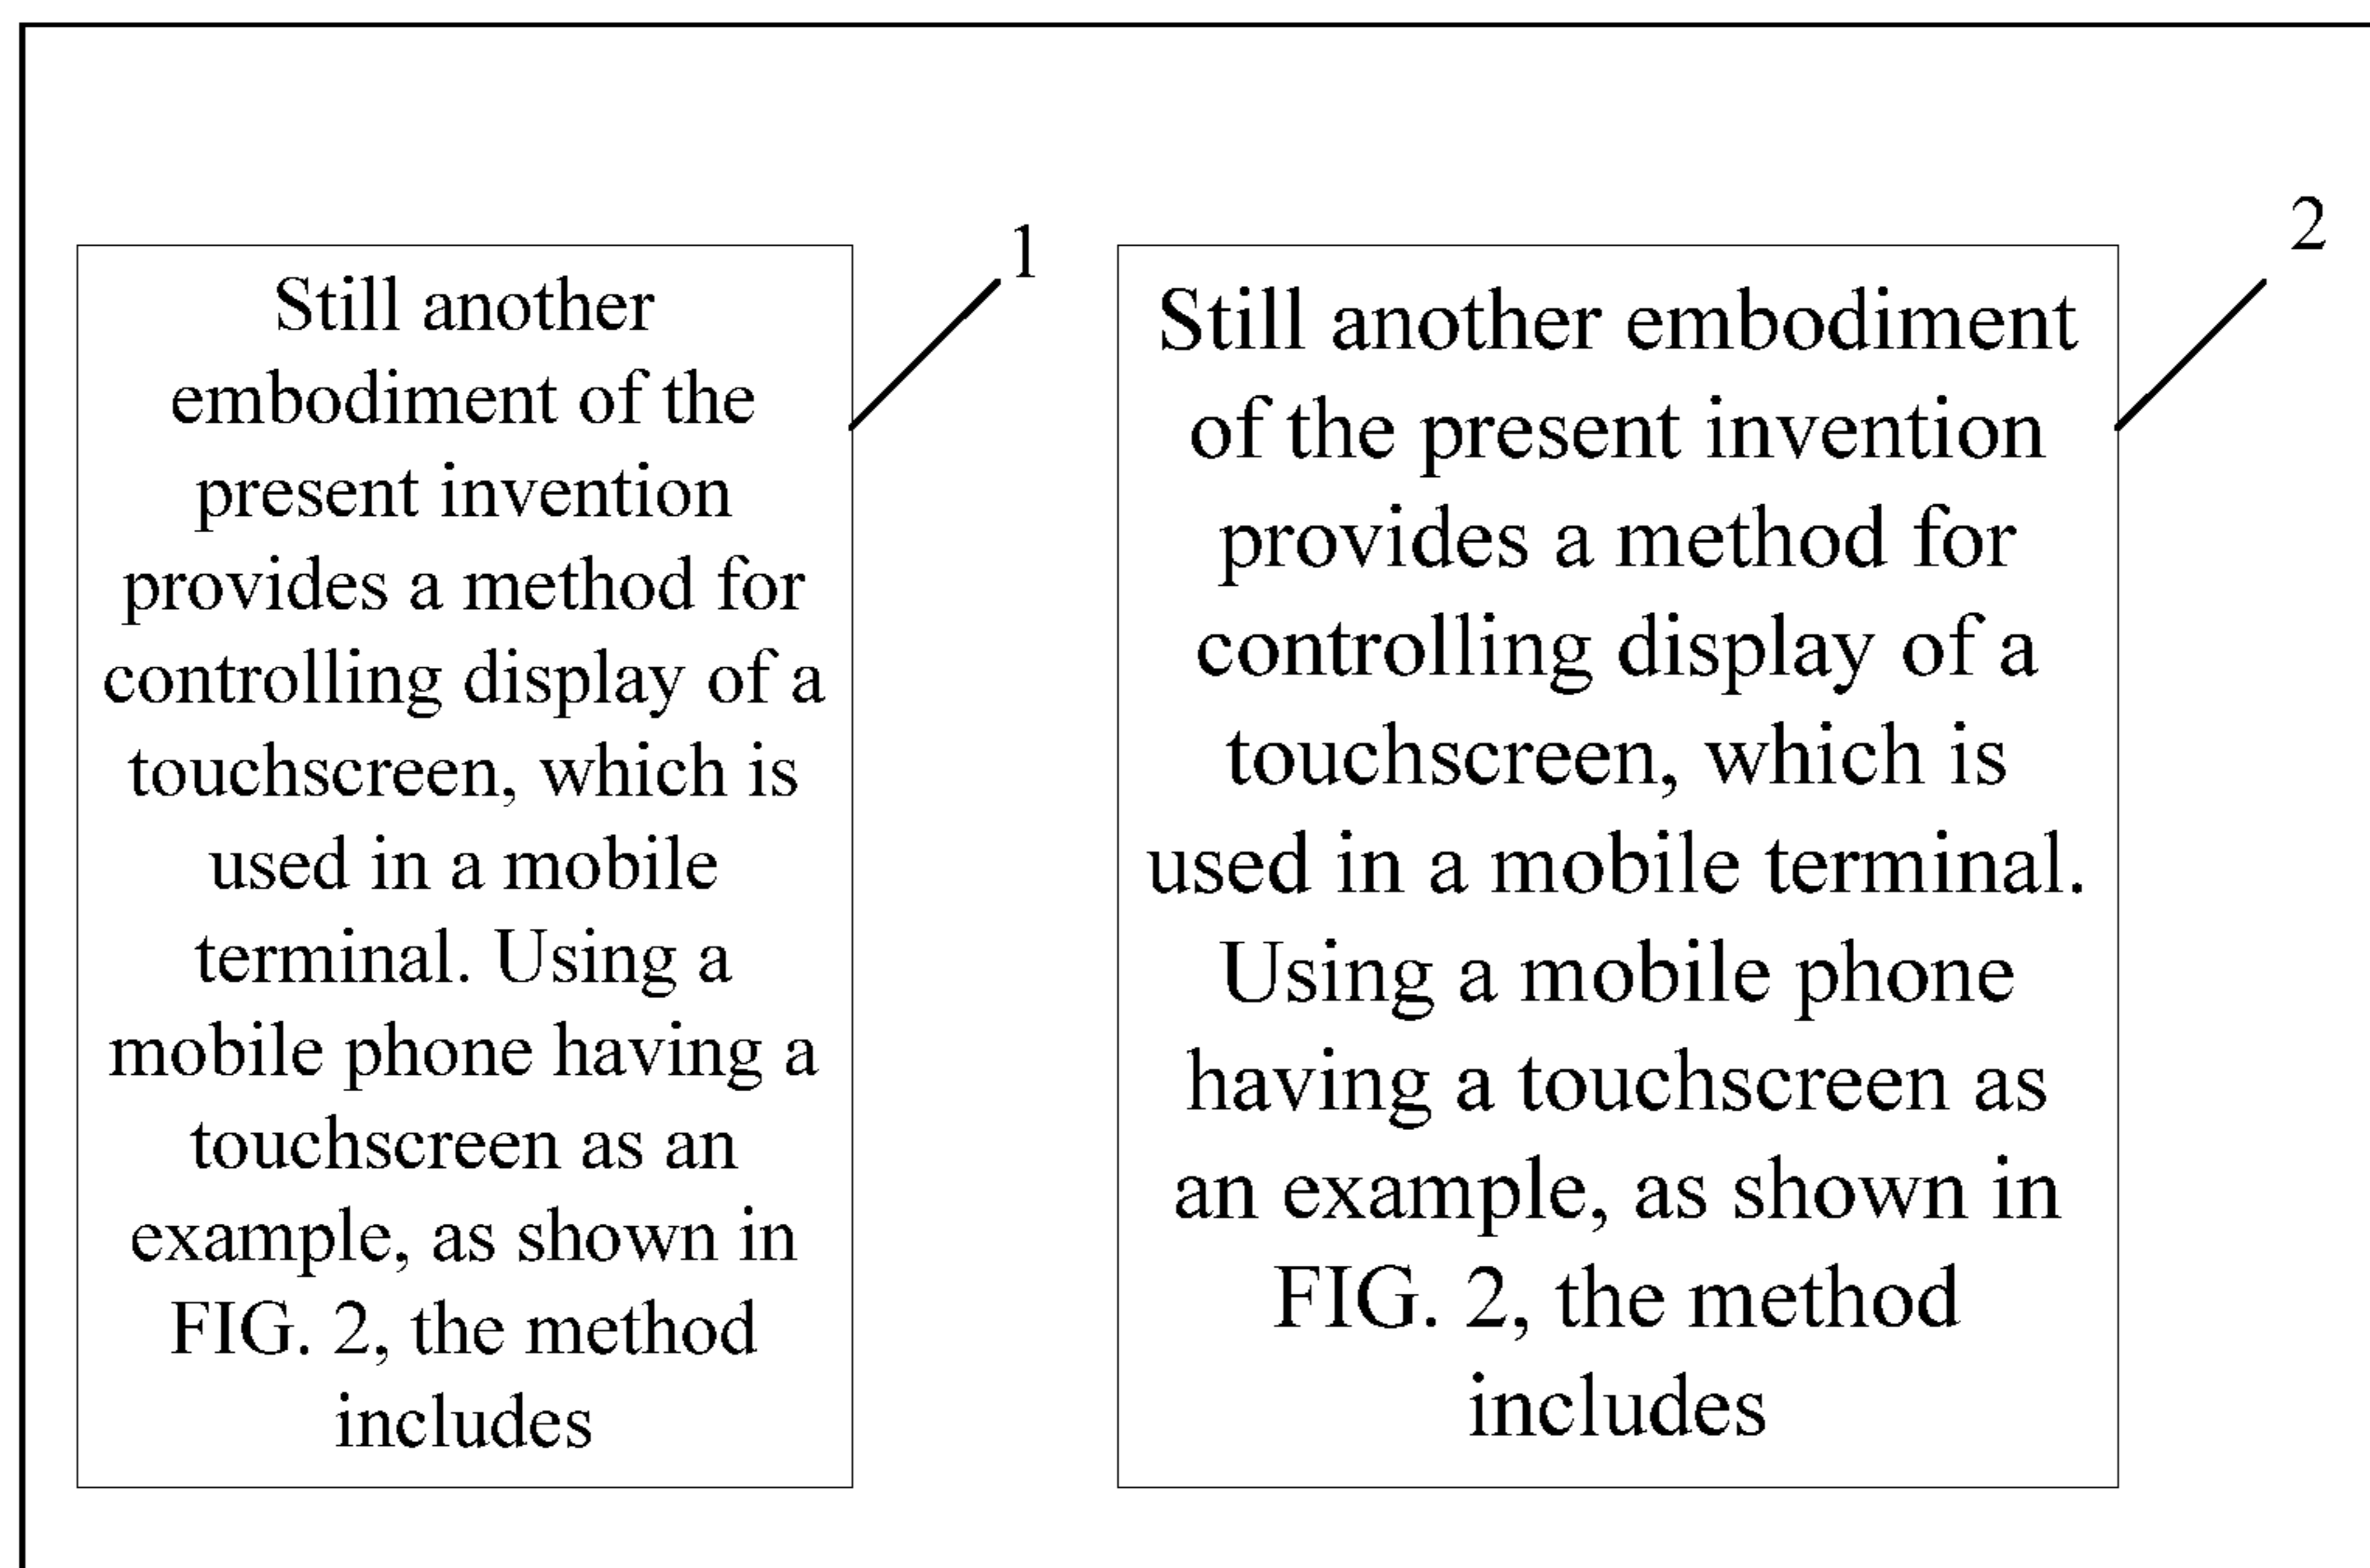 1
Still another
embodiment of the
present invention
provides a method for
controlling display of a
touchscreen, which is
used in a mobile
terminal. Using a
mobile phone having a
touchscreen as an
example, as shown in
FIG. 2, the method
includes
2
Still another embodiment
of the present invention
provides a method for
controlling display of a
touchscreen, which is
used in a mobile terminal.
Using a mobile phone
having a touchscreen as
an example, as shown in
FIG. 2, the method
includes